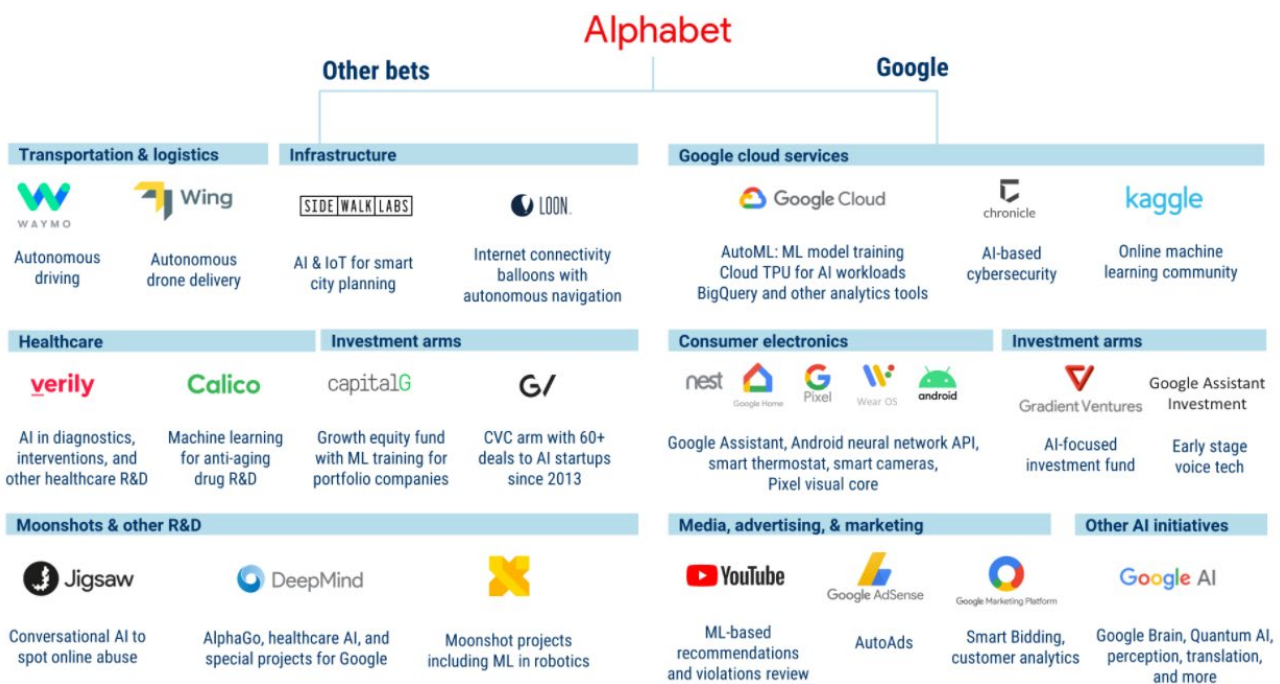 Alphabet
Other bets
Google
Transportation & logistics
Infrastructure
WAYMO
Wing
SIDE WALK LABS
LOON.
Autonomous
driving
Autonomous
drone delivery
AI & IoT for smart
city planning
Internet connectivity
balloons with
autonomous navigation
Healthcare
Investment arms
verily
Calico
capitalG
G/
AI in diagnostics,
interventions, and
other healthcare R&D
Machine learning
for anti-aging
drug R&D
Growth equity fund
with ML training for
portfolio companies
CVC arm with 60+
deals to AI startups
since 2013
Moonshots & other R&D
Jigsaw
DeepMind
Conversational AI to
spot online abuse
AlphaGo, healthcare AI, and
special projects for Google
Moonshot projects
including ML in robotics
Google cloud services
Google Cloud
chronicle
kaggle
AutoML: ML model training
Cloud TPU for AI workloads
BigQuery and other analytics tools
AI-based
cybersecurity
Online machine
learning community
Consumer electronics
Investment arms
nest
Google Home
Pixel
Wear OS
android
Gradient Ventures
Google Assistant
Investment
Google Assistant, Android neural network API,
smart thermostat, smart cameras,
Pixel visual core
AI-focused
investment fund
Early stage
voice tech
Media, advertising, & marketing
Other AI initiatives
YouTube
Google AdSense
Google Marketing Platform
Google AI
ML-based
recommendations
and violations review
AutoAds
Smart Bidding,
customer analytics
Google Brain, Quantum AI,
perception, translation,
and more